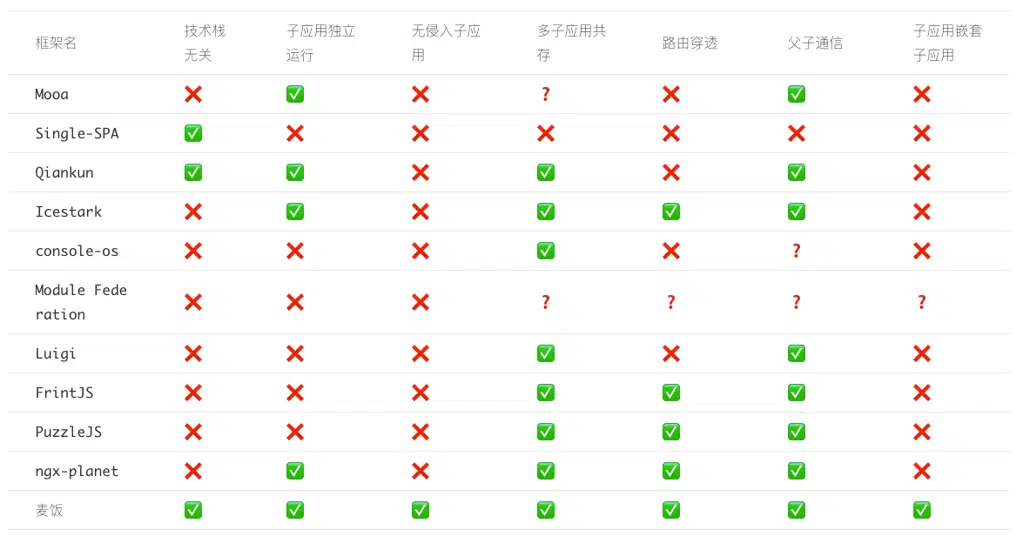 框架名 技术栈无关 子应用独立运行 无侵入子应用 多子应用共存 路由穿透 父子通信 子应用嵌套子应用
Mooa ❌ ✅ ❌ ❓ ❌ ✅ ❌
Single-SPA ✅ ❌ ❌ ❌ ❌ ❌ ❌
Qiankun ✅ ✅ ❌ ✅ ❌ ✅ ❌
Icestark ❌ ✅ ❌ ✅ ✅ ✅ ❌
console-os ❌ ❌ ❌ ✅ ❌ ❓ ❌
Module Federation ❌ ❌ ❌ ❓ ❓ ❓ ❓
Luigi ❌ ❌ ❌ ✅ ❌ ✅ ❌
FrintJS ❌ ❌ ❌ ✅ ✅ ✅ ❌
PuzzleJS ❌ ❌ ❌ ✅ ✅ ✅ ❌
ngx-planet ❌ ✅ ❌ ✅ ✅ ✅ ❌
麦饭 ✅ ✅ ✅ ✅ ✅ ✅ ✅